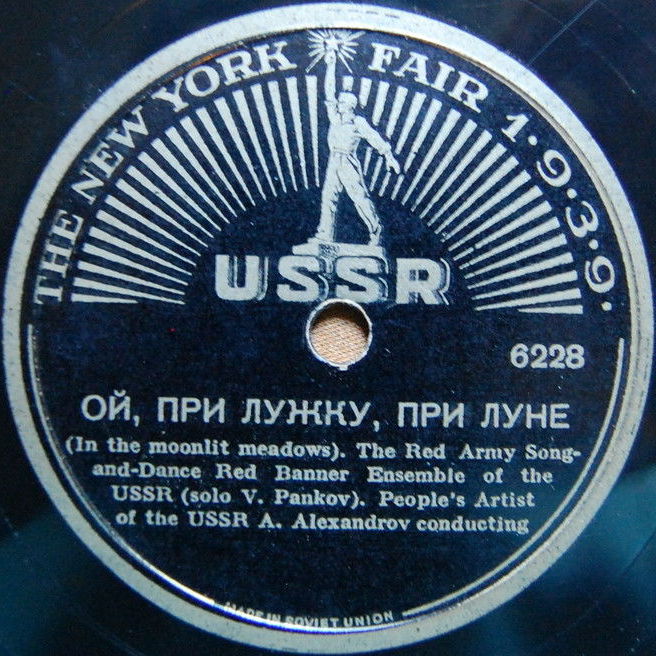 THE NEW YORK FAIR 1·9·3·9·
USSR
6228
ОЙ, ПРИ ЛУЖКУ, ПРИ ЛУНЕ
(In the moonlit meadows). The Red Army Song-
and-Dance Red Banner Ensemble of the
USSR (solo V. Pankov). People's Artist
of the USSR A. Alexandrov conducting
MADE IN SOVIET UNION